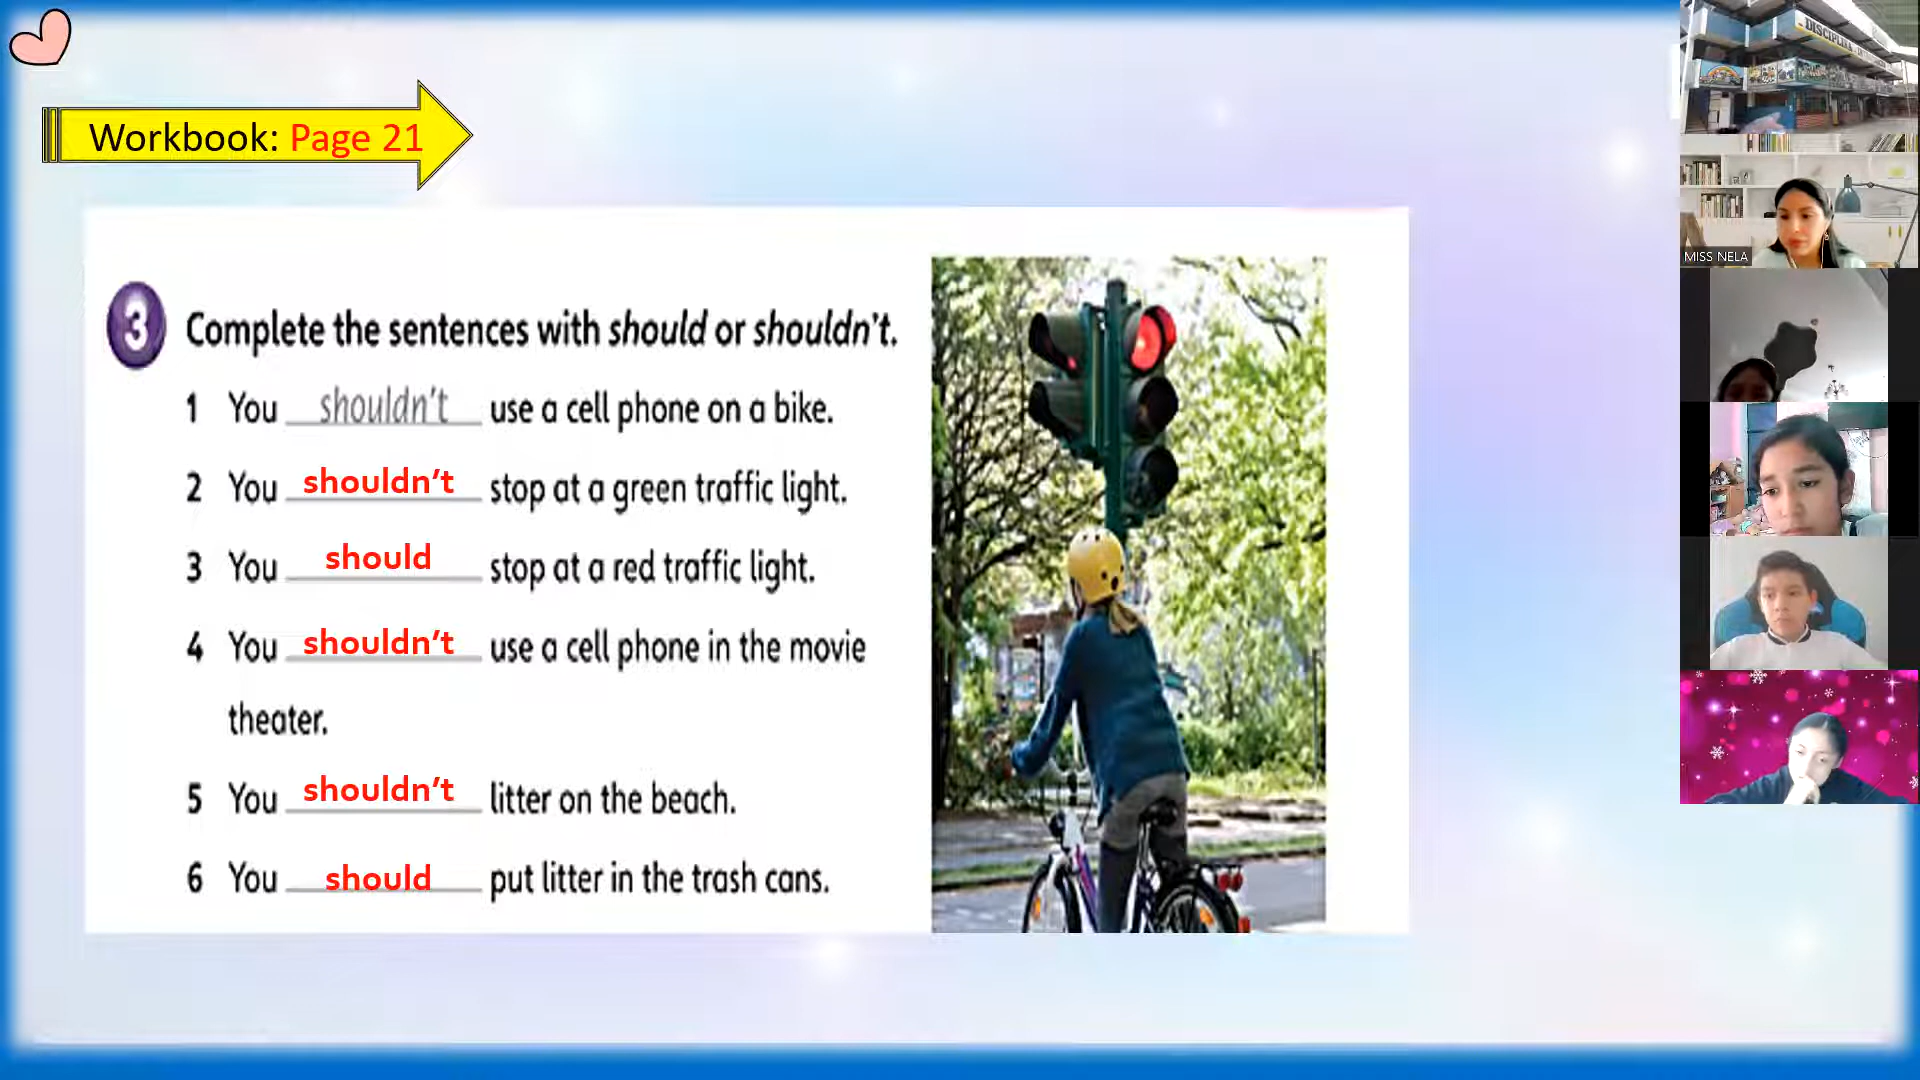 Workbook: Page 21
3 Complete the sentences with should or shouldn't.
1 You shouldn't use a cell phone on a bike.
2 You shouldn't stop at a green traffic light.
3 You should stop at a red traffic light.
4 You shouldn't use a cell phone in the movie
theater.
5 You shouldn't litter on the beach.
6 You should put litter in the trash cans.
DISCIPLINA
MISS NELA